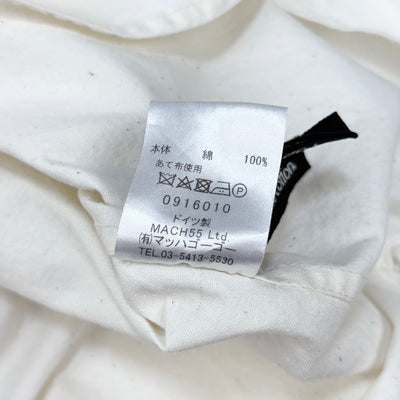 本体 綿 100%
あて布使用
P
0916010
ドイツ製
MACH55 Ltd.
(有)マッハゴーゴー
TEL.03-5413-5530